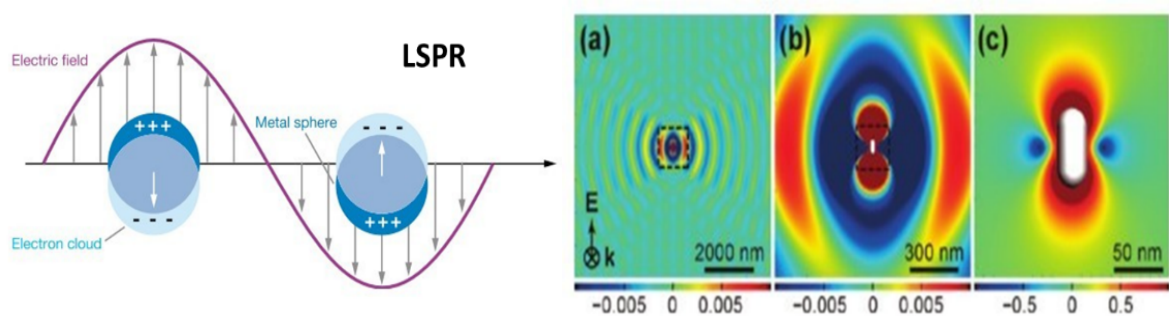 Electric field
LSPR
+++
Metal sphere
- - -
- - -
+++
Electron cloud
(a)
E
k
2000 nm
−0.005 0 0.005
(b)
300 nm
−0.005 0 0.005
(c)
50 nm
−0.5 0 0.5